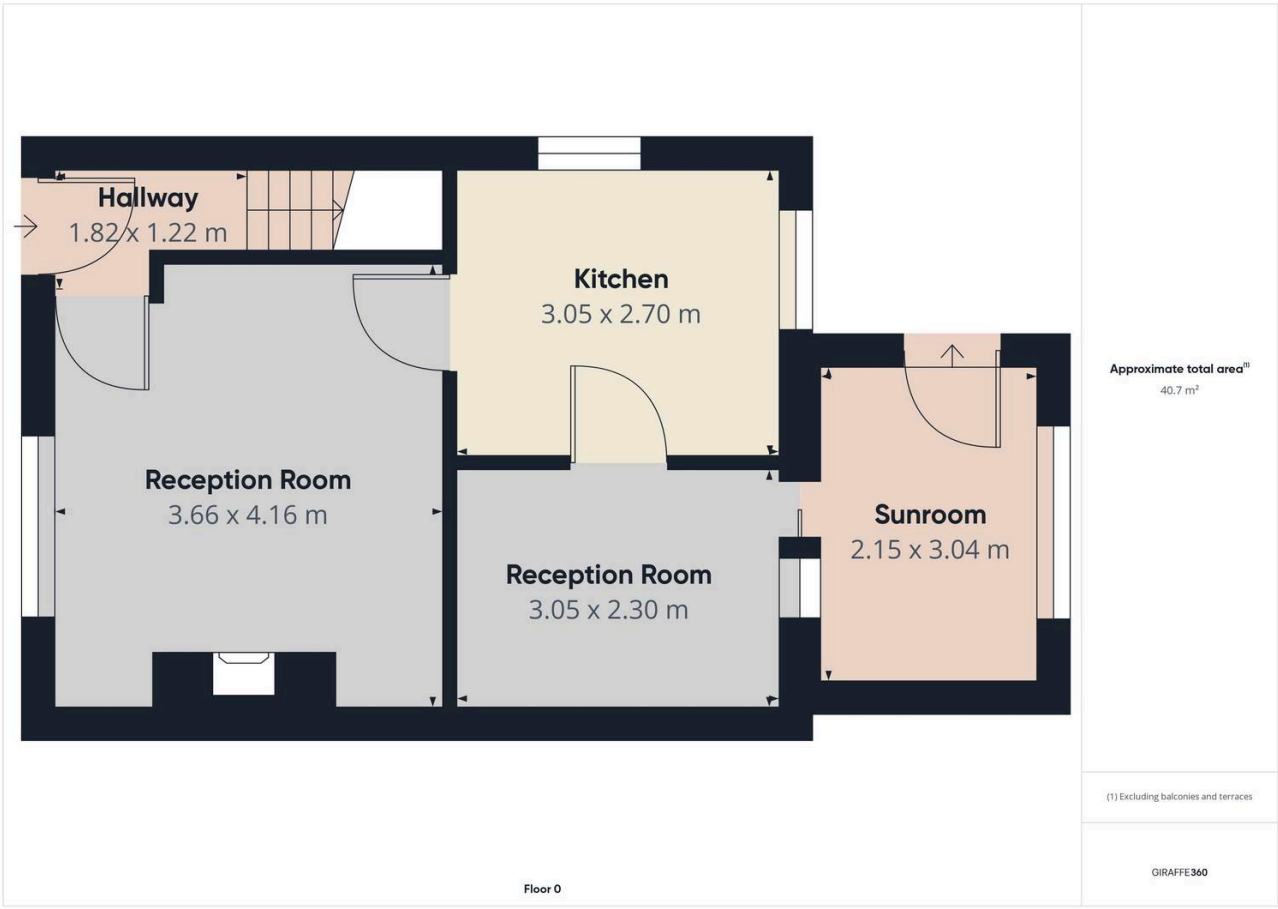 Hallway
1.82 x 1.22 m
Kitchen
3.05 x 2.70 m
Reception Room
3.66 x 4.16 m
Reception Room
3.05 x 2.30 m
Sunroom
2.15 x 3.04 m
Approximate total area(1)
40.7 m²
(1) Excluding balconies and terraces
GIRAFFE360
Floor 0